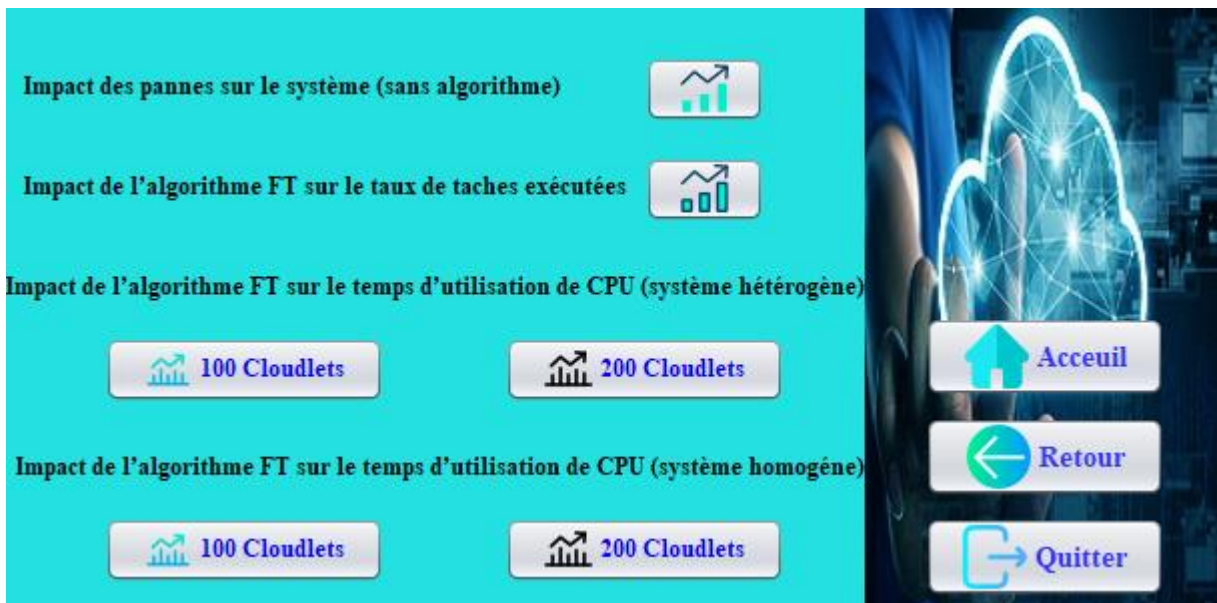 Impact des pannes sur le système (sans algorithme)
Impact de l’algorithme FT sur le taux de taches exécutées
Impact de l’algorithme FT sur le temps d’utilisation de CPU (système hétérogène)
100 Cloudlets
200 Cloudlets
Impact de l’algorithme FT sur le temps d’utilisation de CPU (système homogéne)
100 Cloudlets
200 Cloudlets
Acceuil
Retour
Quitter